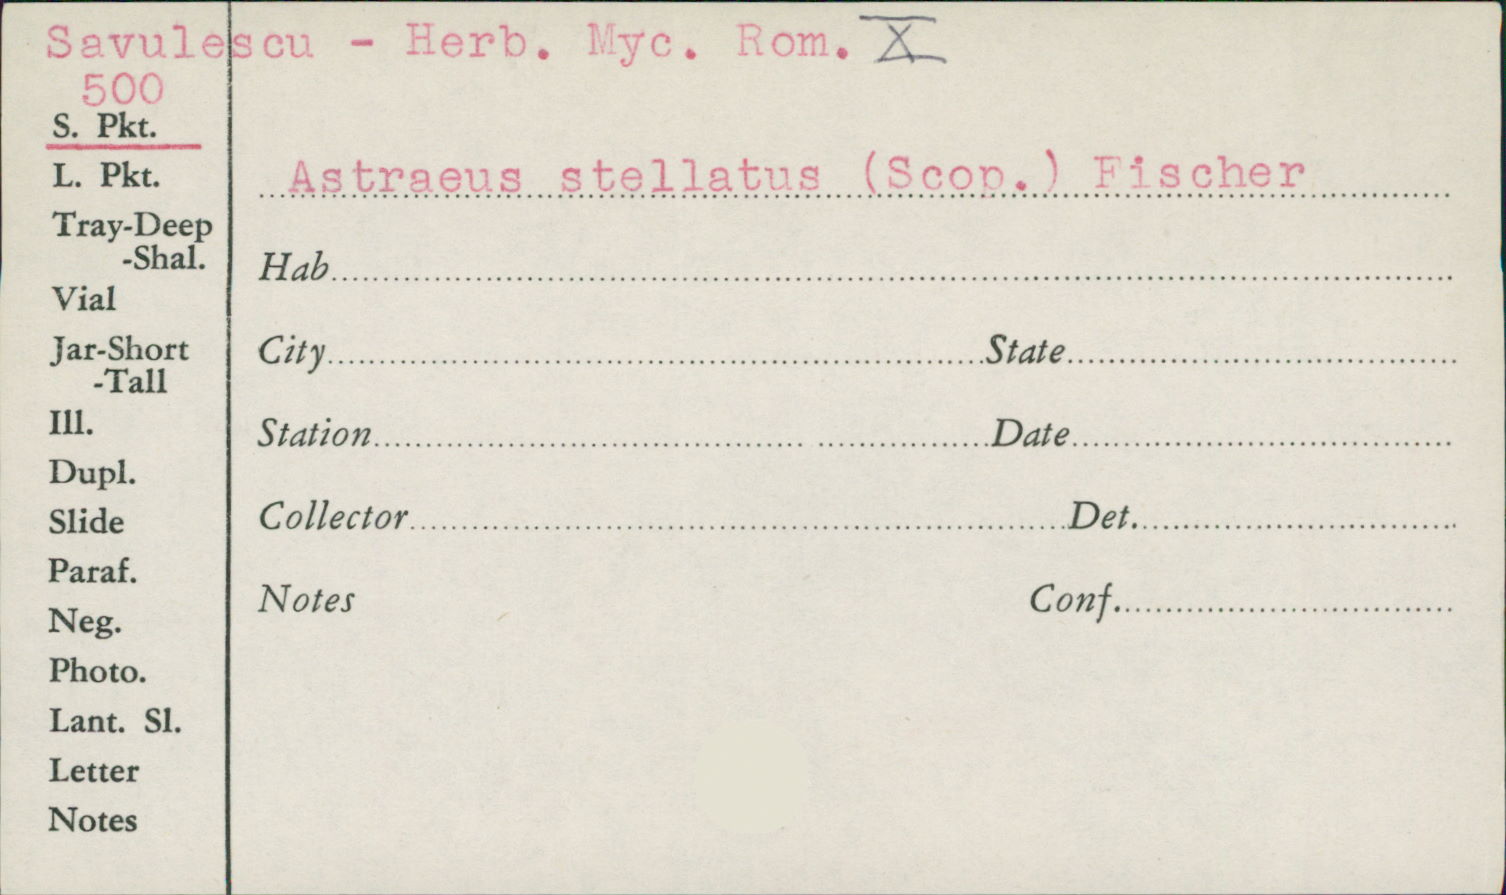 Savulescu - Herb. Myc. Rom. X
500
S. Pkt.
L. Pkt.
Astraeus stellatus (Scop.) Fischer
Tray-Deep
-Shal.
Hab.
Vial
Jar-Short
-Tall
City
State
Ill.
Station
Date
Dupl.
Slide
Collector
Det.
Paraf.
Notes
Conf.
Neg.
Photo.
Lant. Sl.
Letter
Notes